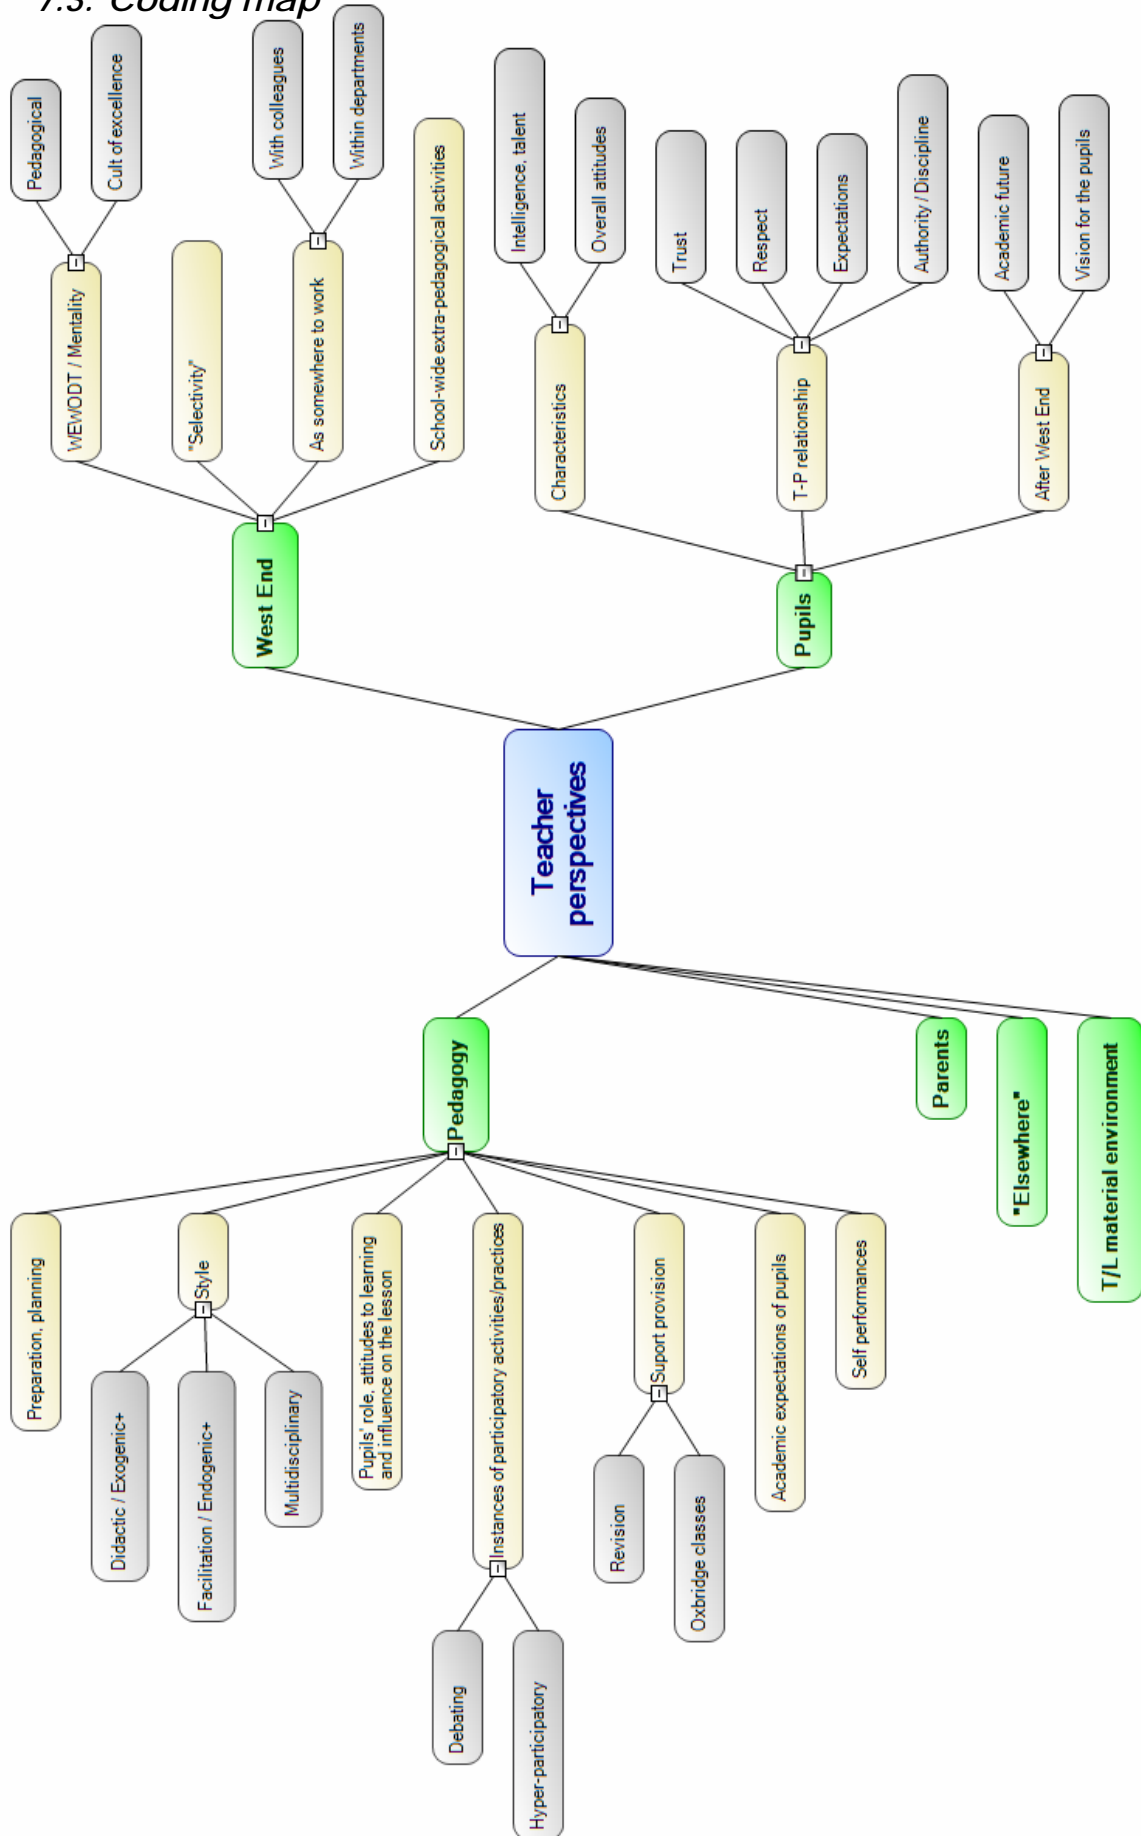 7.3. Coding map
Teacher
perspectives
West End
WEWODT / Mentality
Pedagogical
Cult of excellence
"Selectivity"
As somewhere to work
With colleagues
Within departments
School-wide extra-pedagogical activities
Pupils
Characteristics
Intelligence, talent
Overall attitudes
T-P relationship
Trust
Respect
Expectations
Authority / Discipline
After West End
Academic future
Vision for the pupils
Pedagogy
Preparation, planning
Style
Didactic / Exogenic+
Facilitation / Endogenic+
Multidisciplinary
Pupils' role, attitudes to learning
and influence on the lesson
Instances of participatory activities/practices
Debating
Hyper-participatory
Suport provision
Revision
Oxbridge classes
Academic expectations of pupils
Self performances
Parents
"Elsewhere"
T/L material environment